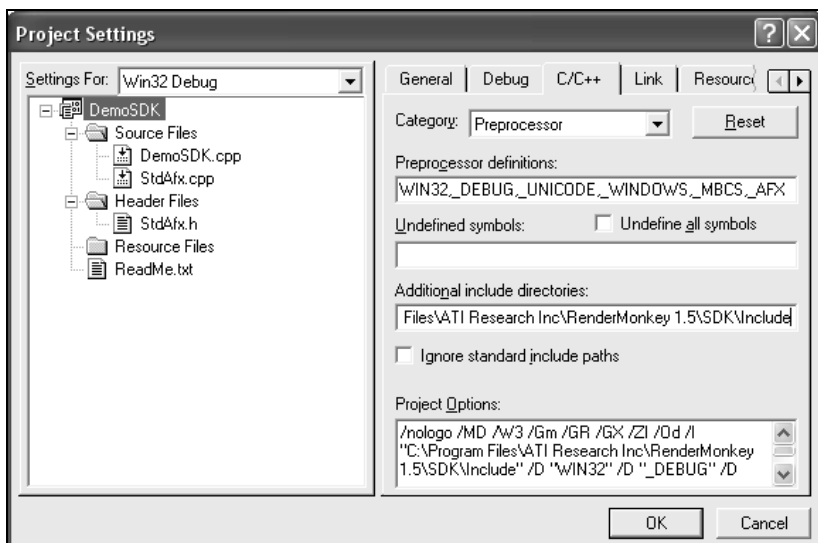 Project Settings
Settings For: Win32 Debug
DemoSDK
Source Files
DemoSDK.cpp
StdAfx.cpp
Header Files
StdAfx.h
Resource Files
ReadMe.txt
General Debug C/C++ Link Resourc
Category: Preprocessor Reset
Preprocessor definitions:
WIN32,_DEBUG,_UNICODE,_WINDOWS,_MBCS,_AFX
Undefined symbols: Undefine all symbols
Additional include directories:
Files\ATI Research Inc\RenderMonkey 1.5\SDK\Include
Ignore standard include paths
Project Options:
/nologo /MD /W3 /Gm /GR /GX /ZI /Od /I
"C:\Program Files\ATI Research Inc\RenderMonkey
1.5\SDK\Include" /D "WIN32" /D "_DEBUG" /D
OK Cancel